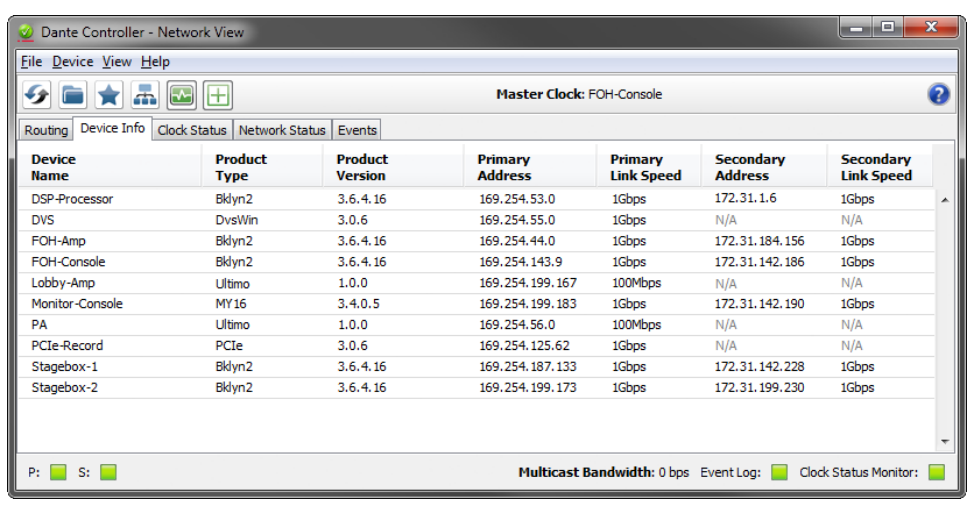 Dante Controller - Network View
File Device View Help
Master Clock: FOH-Console
Routing Device Info Clock Status Network Status Events
Device Name Product Type Product Version Primary Address Primary Link Speed Secondary Address Secondary Link Speed
DSP-Processor Bklyn2 3.6.4.16 169.254.53.0 1Gbps 172.31.1.6 1Gbps
DVS DvsWin 3.0.6 169.254.55.0 1Gbps N/A N/A
FOH-Amp Bklyn2 3.6.4.16 169.254.44.0 1Gbps 172.31.184.156 1Gbps
FOH-Console Bklyn2 3.6.4.16 169.254.143.9 1Gbps 172.31.142.186 1Gbps
Lobby-Amp Ultimo 1.0.0 169.254.199.167 100Mbps N/A N/A
Monitor-Console MY16 3.4.0.5 169.254.199.183 1Gbps 172.31.142.190 1Gbps
PA Ultimo 1.0.0 169.254.56.0 100Mbps N/A N/A
PCIe-Record PCIe 3.0.6 169.254.125.62 1Gbps N/A N/A
Stagebox-1 Bklyn2 3.6.4.16 169.254.187.133 1Gbps 172.31.142.228 1Gbps
Stagebox-2 Bklyn2 3.6.4.16 169.254.199.173 1Gbps 172.31.199.230 1Gbps
P: S: Multicast Bandwidth: 0 bps Event Log: Clock Status Monitor: